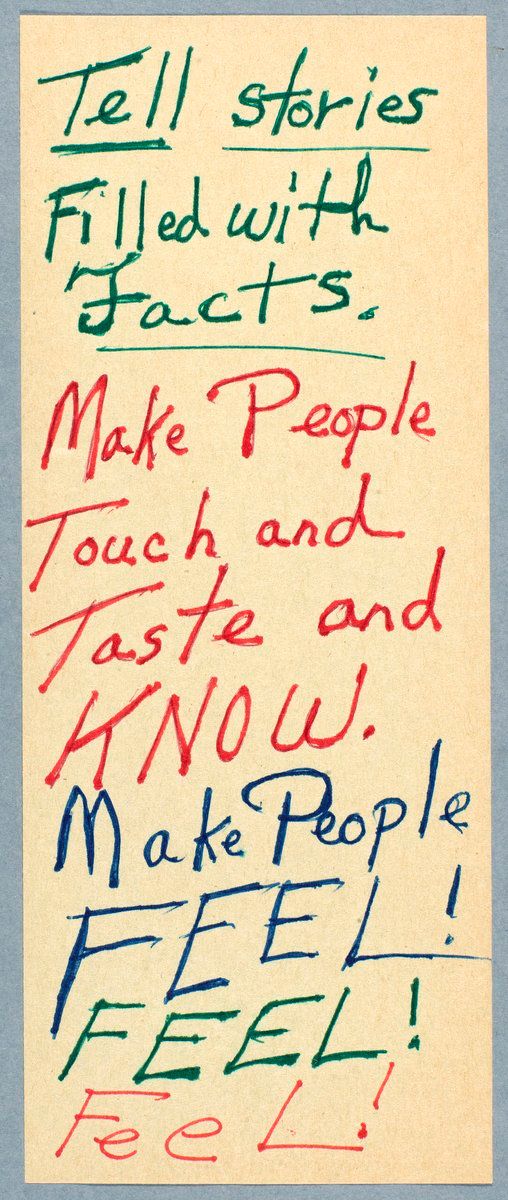 Tell stories
Filled with
Facts.
Make People
Touch and
Taste and
KNOW.
Make People
FEEL!
FEEL!
FeeL!